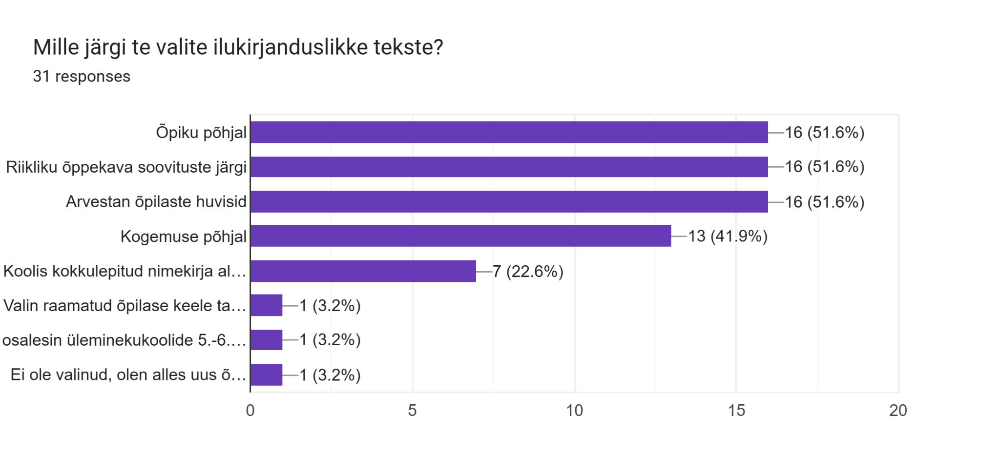 Mille järgi te valite ilukirjanduslikke tekste?
31 responses
Õpiku põhjal 16 (51.6%)
Riikliku õppekava soovituste järgi 16 (51.6%)
Arvestan õpilaste huvisid 16 (51.6%)
Kogemuse põhjal 13 (41.9%)
Koolis kokkulepitud nimekirja al… 7 (22.6%)
Valin raamatud õpilase keele ta… 1 (3.2%)
osalesin üleminekukoolide 5.-6.… 1 (3.2%)
Ei ole valinud, olen alles uus õ… 1 (3.2%)
0 5 10 15 20